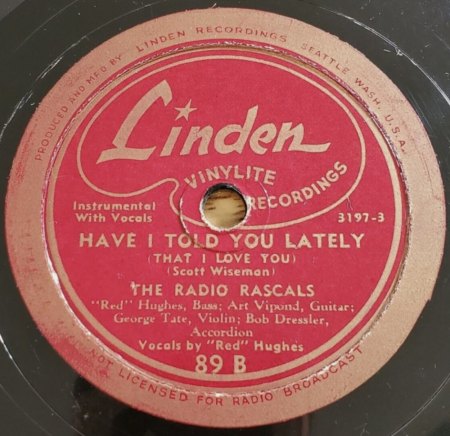 PRODUCED AND MF'D BY LINDEN RECORDINGS SEATTLE WASH. U.S.A.
Linden
VINYLITE
RECORDINGS
Instrumental
With Vocals
3197-3
HAVE I TOLD YOU LATELY
(THAT I LOVE YOU)
(Scott Wiseman)
THE RADIO RASCALS
"Red" Hughes, Bass; Art Vipond, Guitar;
George Tate, Violin; Bob Dressler,
Accordion
Vocals by "Red" Hughes
89 B
NOT LICENSED FOR RADIO BROADCAST